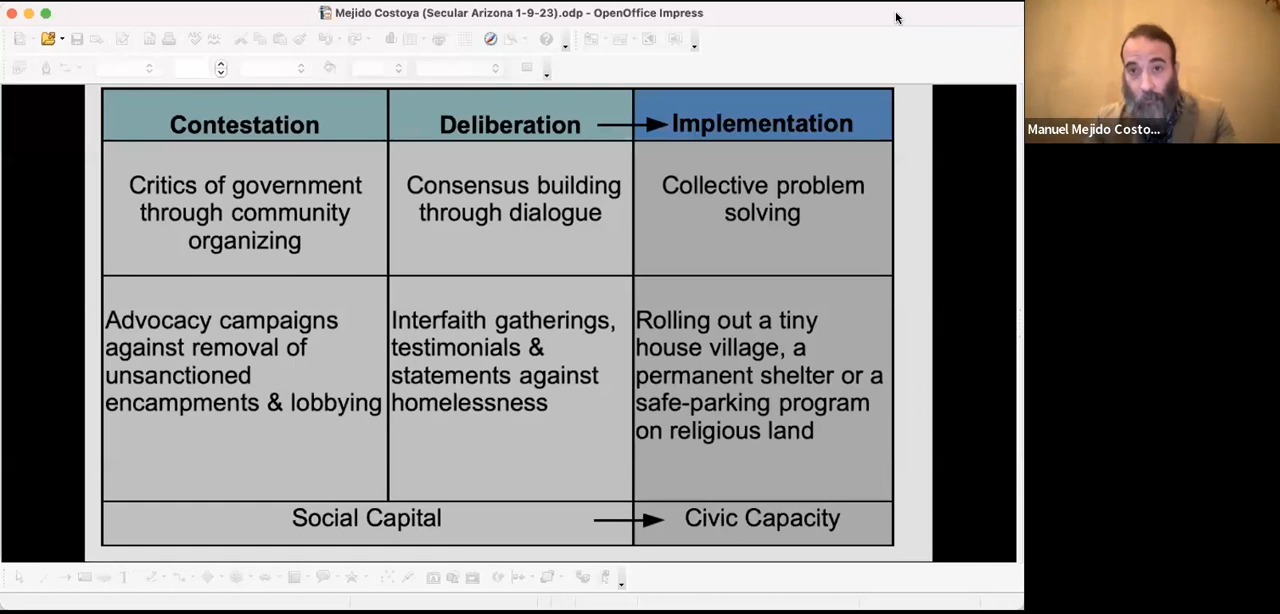 Mejido Costoya (Secular Arizona 1-9-23).odp - OpenOffice Impress
Manuel Mejido Costo...
Contestation
Deliberation
Implementation
Critics of government
through community
organizing
Consensus building
through dialogue
Collective problem
solving
Advocacy campaigns
against removal of
unsanctioned
encampments & lobbying
Interfaith gatherings,
testimonials &
statements against
homelessness
Rolling out a tiny
house village, a
permanent shelter or a
safe-parking program
on religious land
Social Capital
Civic Capacity